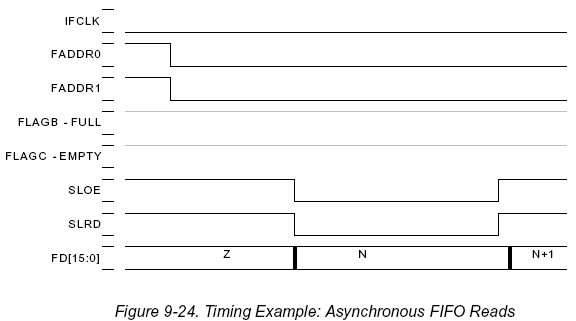 IFCLK
FADDR0
FADDR1
FLAGB - FULL
FLAGC - EMPTY
SLOE
SLRD
FD[15:0] Z N N+1
Figure 9-24. Timing Example: Asynchronous FIFO Reads